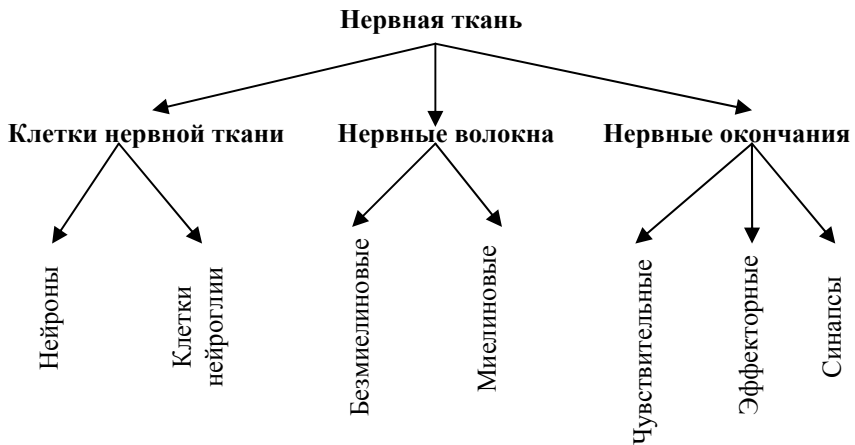 Нервная ткань
Клетки нервной ткани
Нервные волокна
Нервные окончания
Нейроны
Клетки
нейроглии
Безмиелиновые
Миелиновые
Чувствительные
Эффекторные
Синапсы